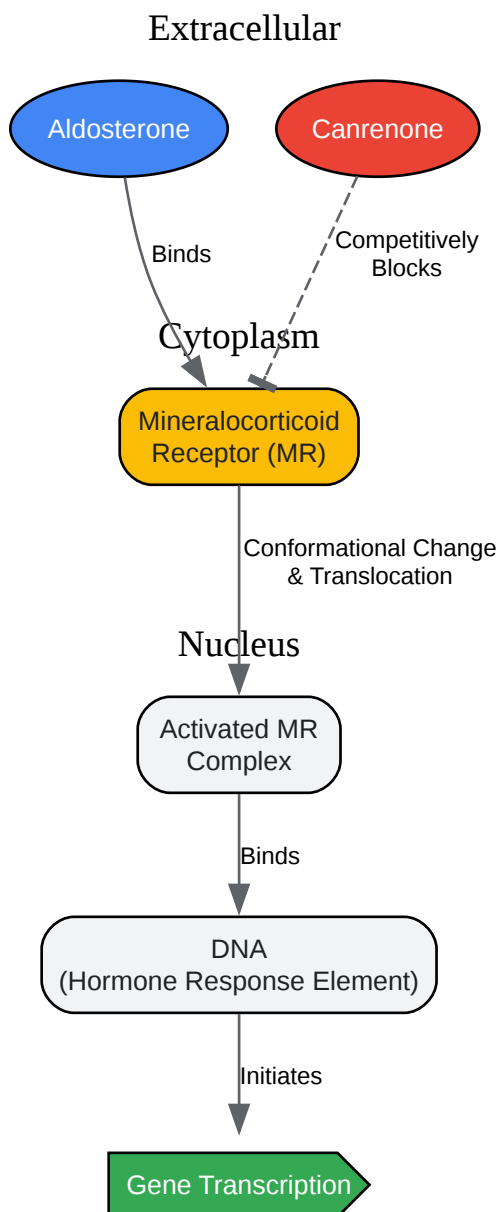 Extracellular
Aldosterone
Canrenone
Binds
Competitively
Blocks
Cytoplasm
Mineralocorticoid
Receptor (MR)
Conformational Change
& Translocation
Nucleus
Activated MR
Complex
Binds
DNA
(Hormone Response Element)
Initiates
Gene Transcription